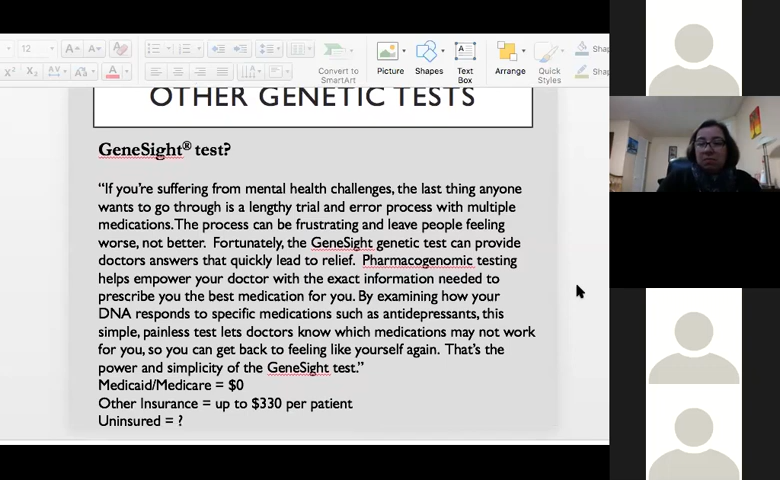 12
A A
X² X₂ AV Aa A
Convert to
SmartArt
Picture
Shapes
Text
Box
Arrange
Quick
Styles
Shap
Shap
OTHER GENETIC TESTS
GeneSight® test?
“If you’re suffering from mental health challenges, the last thing anyone
wants to go through is a lengthy trial and error process with multiple
medications. The process can be frustrating and leave people feeling
worse, not better. Fortunately, the GeneSight genetic test can provide
doctors answers that quickly lead to relief. Pharmacogenomic testing
helps empower your doctor with the exact information needed to
prescribe you the best medication for you. By examining how your
DNA responds to specific medications such as antidepressants, this
simple, painless test lets doctors know which medications may not work
for you, so you can get back to feeling like yourself again. That’s the
power and simplicity of the GeneSight test.”
Medicaid/Medicare = $0
Other Insurance = up to $330 per patient
Uninsured = ?